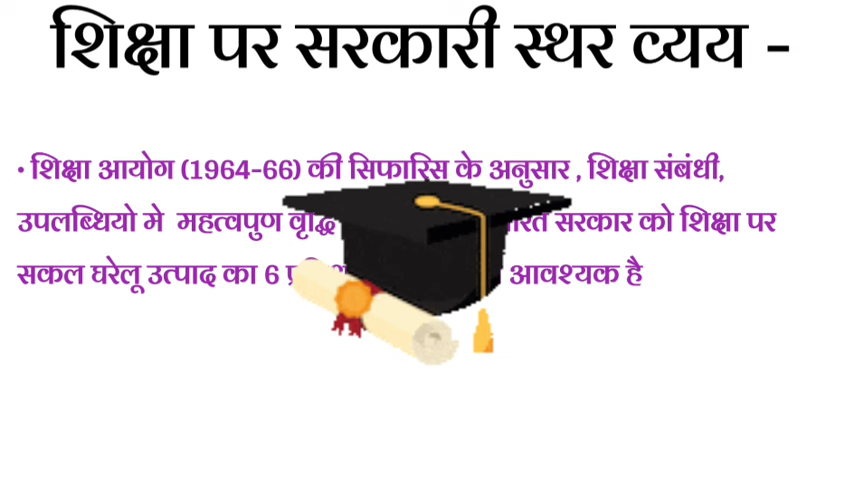 शिक्षा पर सरकारी स्थर व्यय -
• शिक्षा आयोग (1964-66) की सिफारिस के अनुसार , शिक्षा संबंधी,
उपलब्धियो मे महत्वपुण सरकार को शिक्षा पर
सकल घरेलू उत्पाद का 6 आवश्यक है